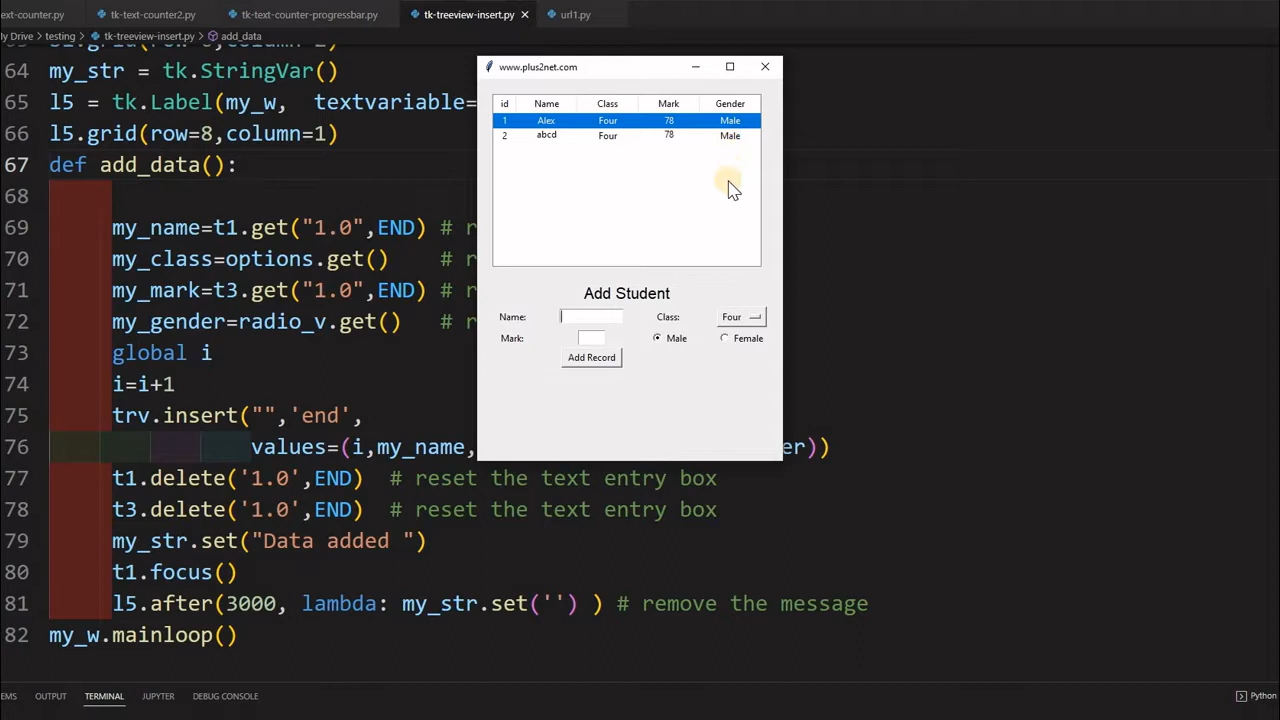 ext-counter.py tk-text-counter2.py tk-text-counter-progressbar.py tk-treeview-insert.py url1.py
ly Drive > testing > tk-treeview-insert.py > add_data
64 my_str = tk.StringVar()
65 l5 = tk.Label(my_w, textvariable=
66 l5.grid(row=8,column=1)
67 def add_data():
68
69 my_name=t1.get("1.0",END) # r
70 my_class=options.get() # r
71 my_mark=t3.get("1.0",END) # r
72 my_gender=radio_v.get() # r
73 global i
74 i=i+1
75 trv.insert("",'end',
76 values=(i,my_name, er))
77 t1.delete('1.0',END) # reset the text entry box
78 t3.delete('1.0',END) # reset the text entry box
79 my_str.set("Data added ")
80 t1.focus()
81 l5.after(3000, lambda: my_str.set('') ) # remove the message
82 my_w.mainloop()
www.plus2net.com
id Name Class Mark Gender
1 Alex Four 78 Male
2 abcd Four 78 Male
Add Student
Name: Class: Four
Mark: Male Female
Add Record
EMS OUTPUT TERMINAL JUPYTER DEBUG CONSOLE Python